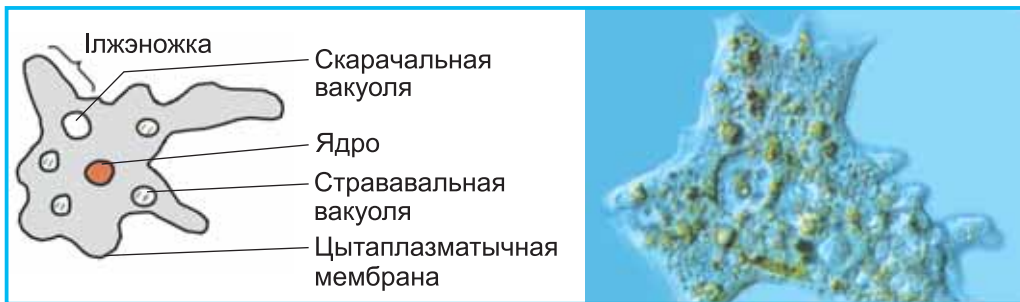 Ілжэножка
Скарачальная
вакуоля
Ядро
Стрававальная
вакуоля
Цытаплазматычная
мембрана